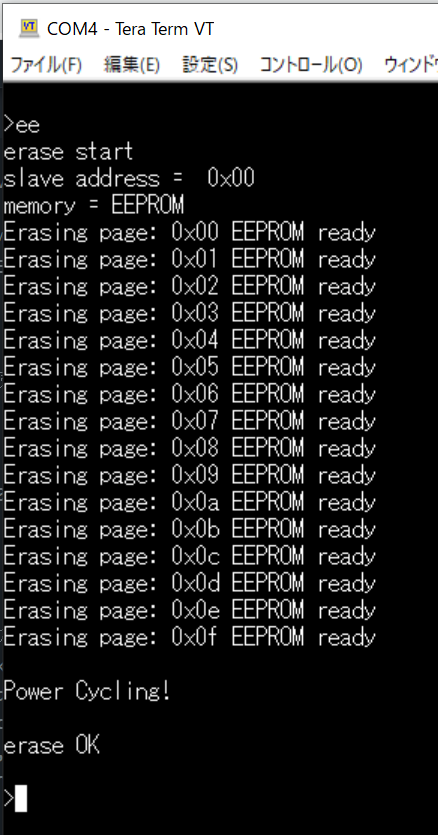 VT COM4 - Tera Term VT
ファイル(F) 編集(E) 設定(S) コントロール(O)
>ee
erase start
slave address =  0x00
memory = EEPROM
Erasing page: 0x00 EEPROM ready
Erasing page: 0x01 EEPROM ready
Erasing page: 0x02 EEPROM ready
Erasing page: 0x03 EEPROM ready
Erasing page: 0x04 EEPROM ready
Erasing page: 0x05 EEPROM ready
Erasing page: 0x06 EEPROM ready
Erasing page: 0x07 EEPROM ready
Erasing page: 0x08 EEPROM ready
Erasing page: 0x09 EEPROM ready
Erasing page: 0x0a EEPROM ready
Erasing page: 0x0b EEPROM ready
Erasing page: 0x0c EEPROM ready
Erasing page: 0x0d EEPROM ready
Erasing page: 0x0e EEPROM ready
Erasing page: 0x0f EEPROM ready
Power Cycling!
erase OK
>